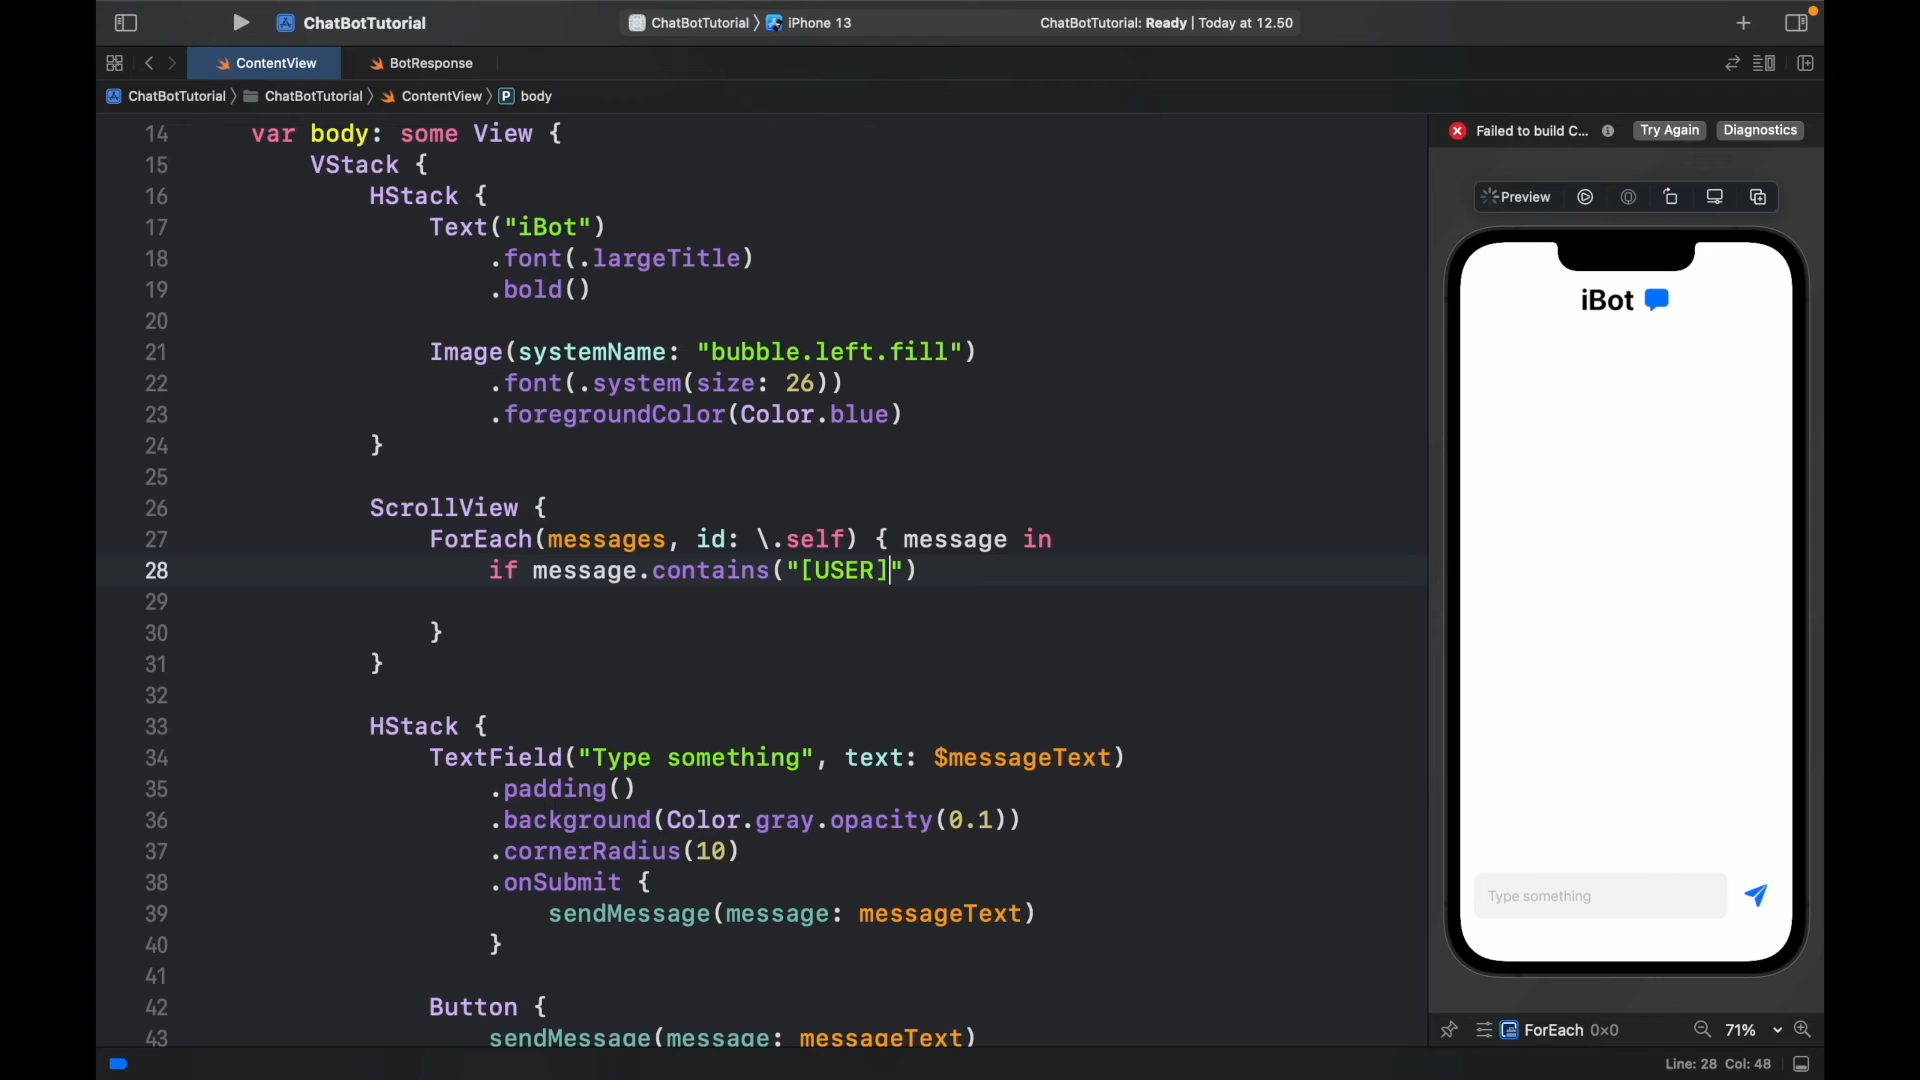 ChatBotTutorial
ChatBotTutorial 〉 iPhone 13
ChatBotTutorial: Ready | Today at 12.50
ContentView
BotResponse
ChatBotTutorial 〉 ChatBotTutorial 〉 ContentView 〉 P body
14 var body: some View {
15 VStack {
16 HStack {
17 Text("iBot")
18 .font(.largeTitle)
19 .bold()
20
21 Image(systemName: "bubble.left.fill")
22 .font(.system(size: 26))
23 .foregroundColor(Color.blue)
24 }
25
26 ScrollView {
27 ForEach(messages, id: \.self) { message in
28 if message.contains("[USER]")
29
30 }
31 }
32
33 HStack {
34 TextField("Type something", text: $messageText)
35 .padding()
36 .background(Color.gray.opacity(0.1))
37 .cornerRadius(10)
38 .onSubmit {
39 sendMessage(message: messageText)
40 }
41
42 Button {
43 sendMessage(message: messageText)
Failed to build C...
Try Again
Diagnostics
Preview
iBot
Type something
ForEach 0×0
71%
Line: 28 Col: 48